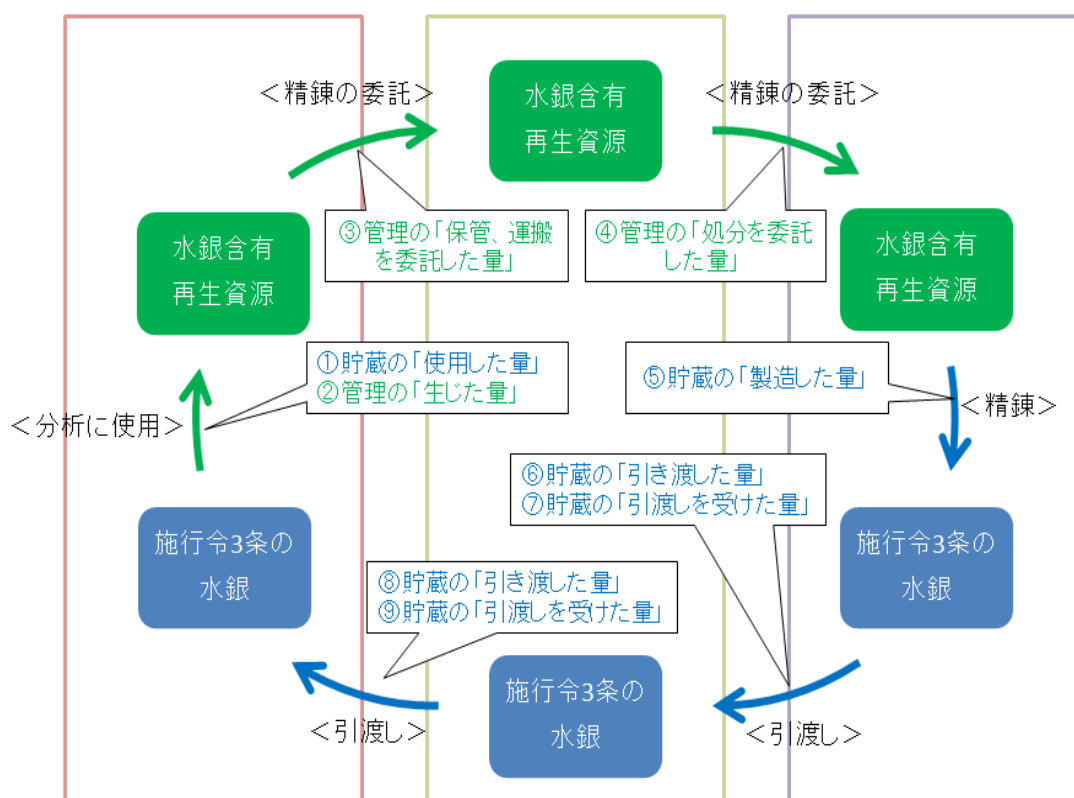 ＜精錬の委託＞
水銀含有
再生資源
＜精錬の委託＞
③管理の「保管、運搬
を委託した量」
④管理の「処分を委託
した量」
水銀含有
再生資源
水銀含有
再生資源
①貯蔵の「使用した量」
②管理の「生じた量」
⑤貯蔵の「製造した量」
＜分析に使用＞
＜精錬＞
⑥貯蔵の「引き渡した量」
⑦貯蔵の「引渡しを受けた量」
施行令3条の
水銀
施行令3条の
水銀
⑧貯蔵の「引き渡した量」
⑨貯蔵の「引渡しを受けた量」
施行令3条の
水銀
＜引渡し＞
＜引渡し＞